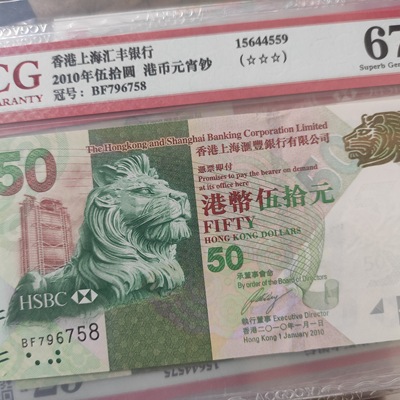 CG
RANTY
香港上海汇丰银行
2010年伍拾圆 港币元宵钞
冠号: BF796758
15644559
(☆☆☆)
67
Superb Gem
50
The Hongkong and Shanghai Banking Corporation Limited
香港上海滙豐銀行有限公司
憑票即付
Promises to pay the bearer on demand
at its office here
港幣伍拾元
FIFTY
HONG KONG DOLLARS
50
承董事會命
By order of the Board of Directors
執行董事 Executive Director
香港二〇一〇年一月一日
Hong Kong 1 January 2010
HSBC
BF796758
15644575